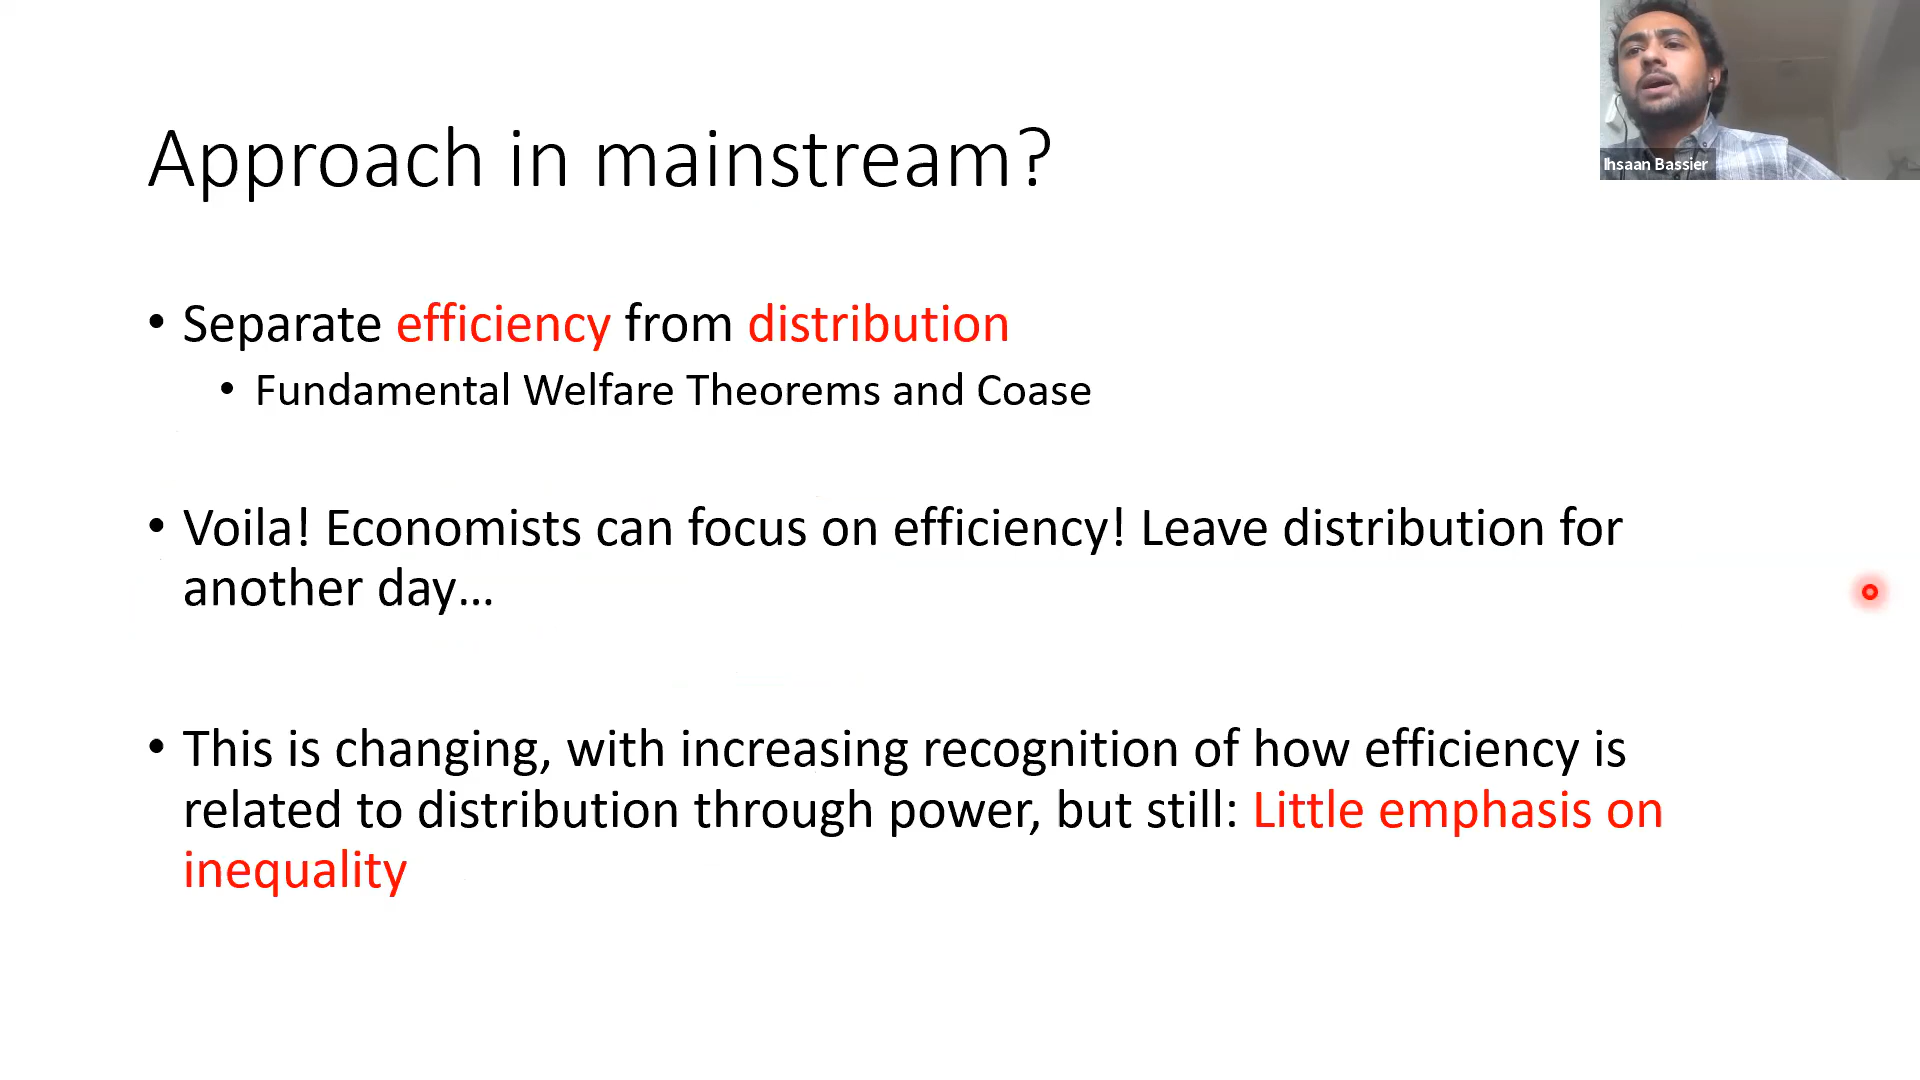 Ihsaan Bassier
Approach in mainstream?
• Separate efficiency from distribution
• Fundamental Welfare Theorems and Coase
• Voila! Economists can focus on efficiency! Leave distribution for
another day…
• This is changing, with increasing recognition of how efficiency is
related to distribution through power, but still: Little emphasis on
inequality